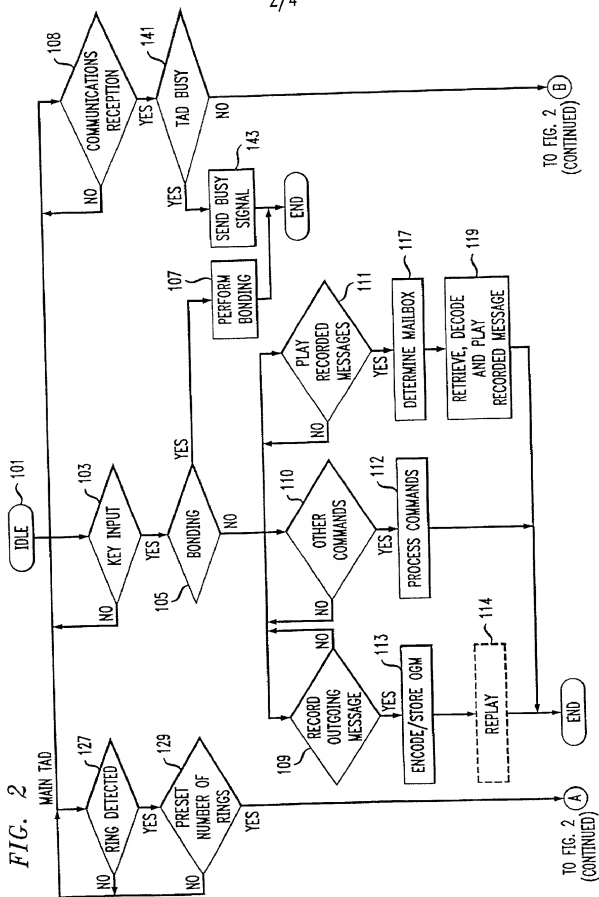 2/4
FIG. 2
MAIN TAD
IDLE
101
KEY INPUT
103
NO
YES
BONDING
105
YES
NO
PERFORM
BONDING
107
COMMUNICATIONS
RECEPTION
108
NO
YES
TAD BUSY
141
YES
NO
SEND BUSY
SIGNAL
143
END
TO FIG. 2
(CONTINUED)
B
RING DETECTED
127
NO
YES
PRESET
NUMBER OF
RINGS
129
NO
YES
TO FIG. 2
(CONTINUED)
A
RECORD
OUTGOING
MESSAGE
109
NO
YES
ENCODE/STORE OGM
113
REPLAY
114
OTHER
COMMANDS
110
NO
YES
PROCESS COMMANDS
112
PLAY
RECORDED
MESSAGES
111
NO
YES
DETERMINE MAILBOX
117
RETRIEVE, DECODE
AND PLAY
RECORDED MESSAGE
119
END